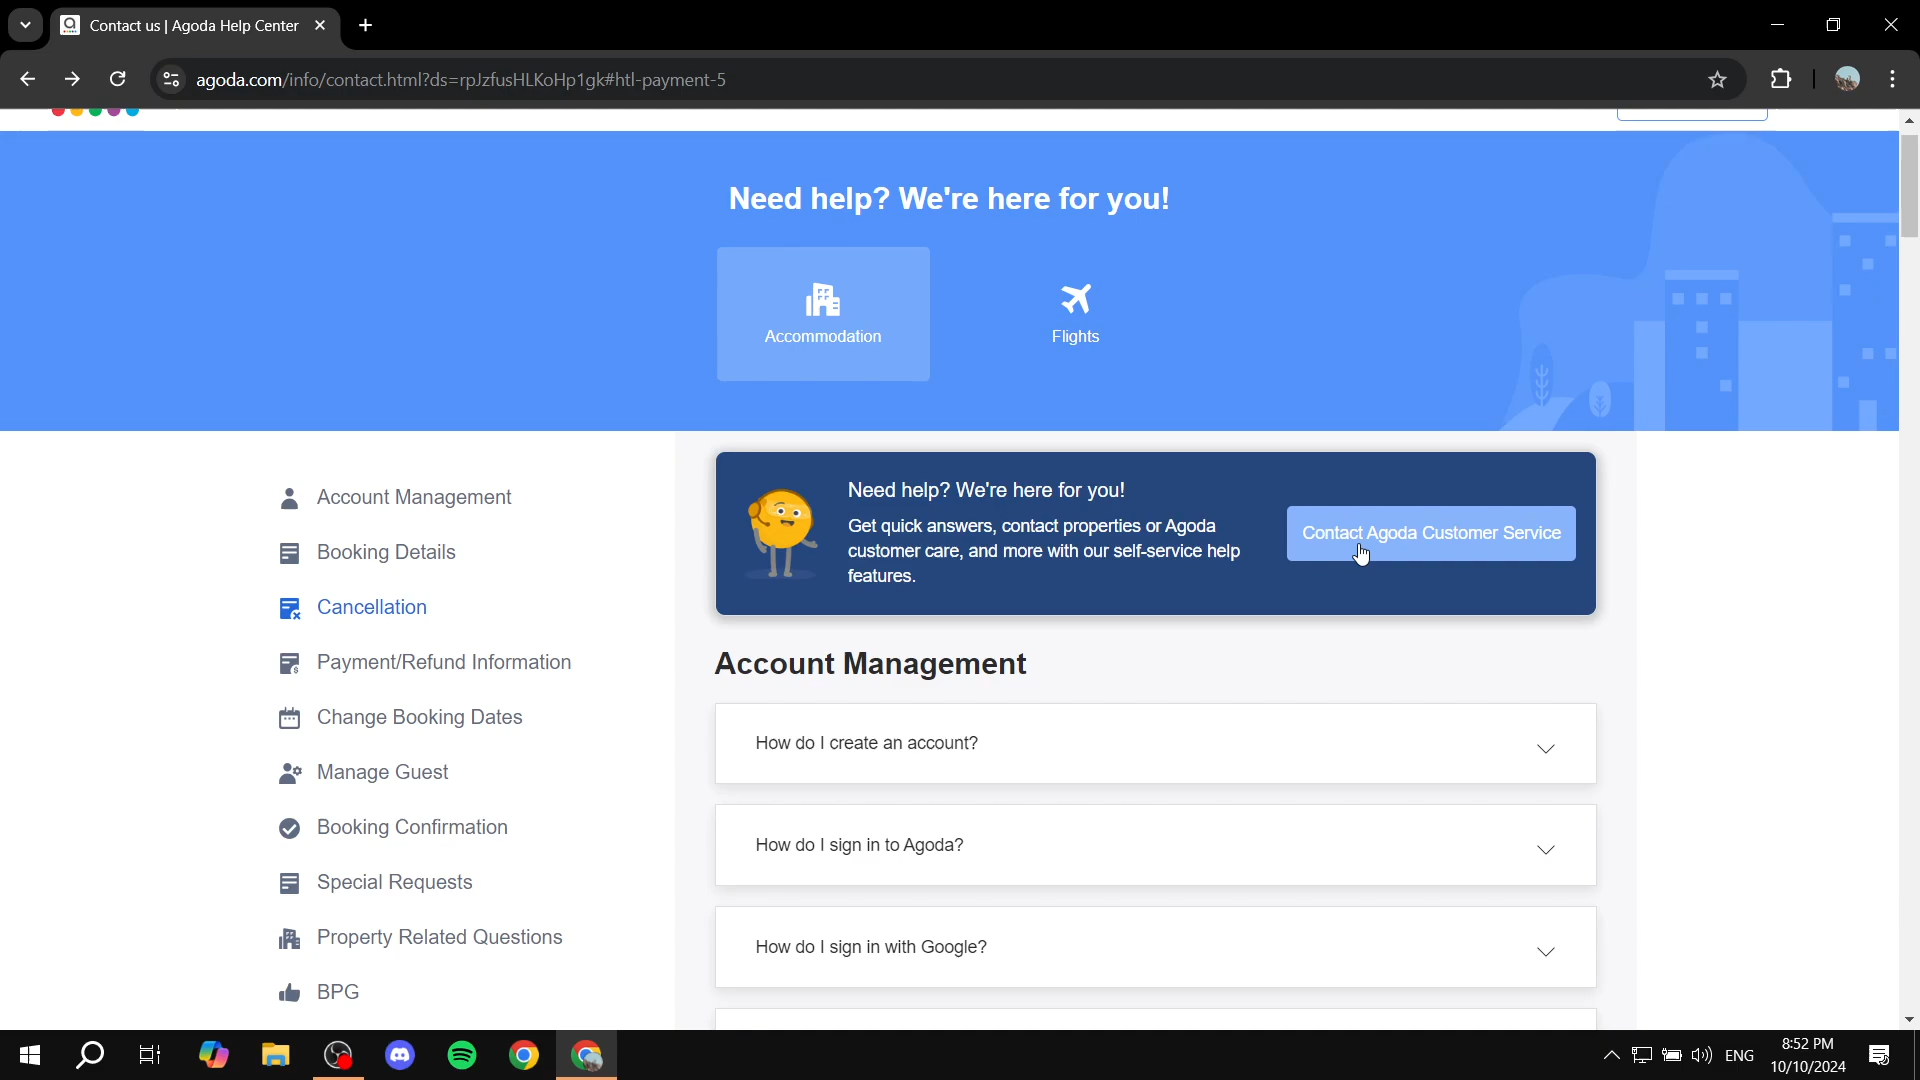 Contact us | Agoda Help Center
agoda.com/info/contact.html?ds=rpJzfusHLKoHp1gk#htl-payment-5
Need help? We're here for you!
Accommodation
Flights
Account Management
Booking Details
Cancellation
Payment/Refund Information
Change Booking Dates
Manage Guest
Booking Confirmation
Special Requests
Property Related Questions
BPG
Need help? We're here for you!
Get quick answers, contact properties or Agoda
customer care, and more with our self-service help
features.
Contact Agoda Customer Service
Account Management
How do I create an account?
How do I sign in to Agoda?
How do I sign in with Google?
ENG
8:52 PM
10/10/2024